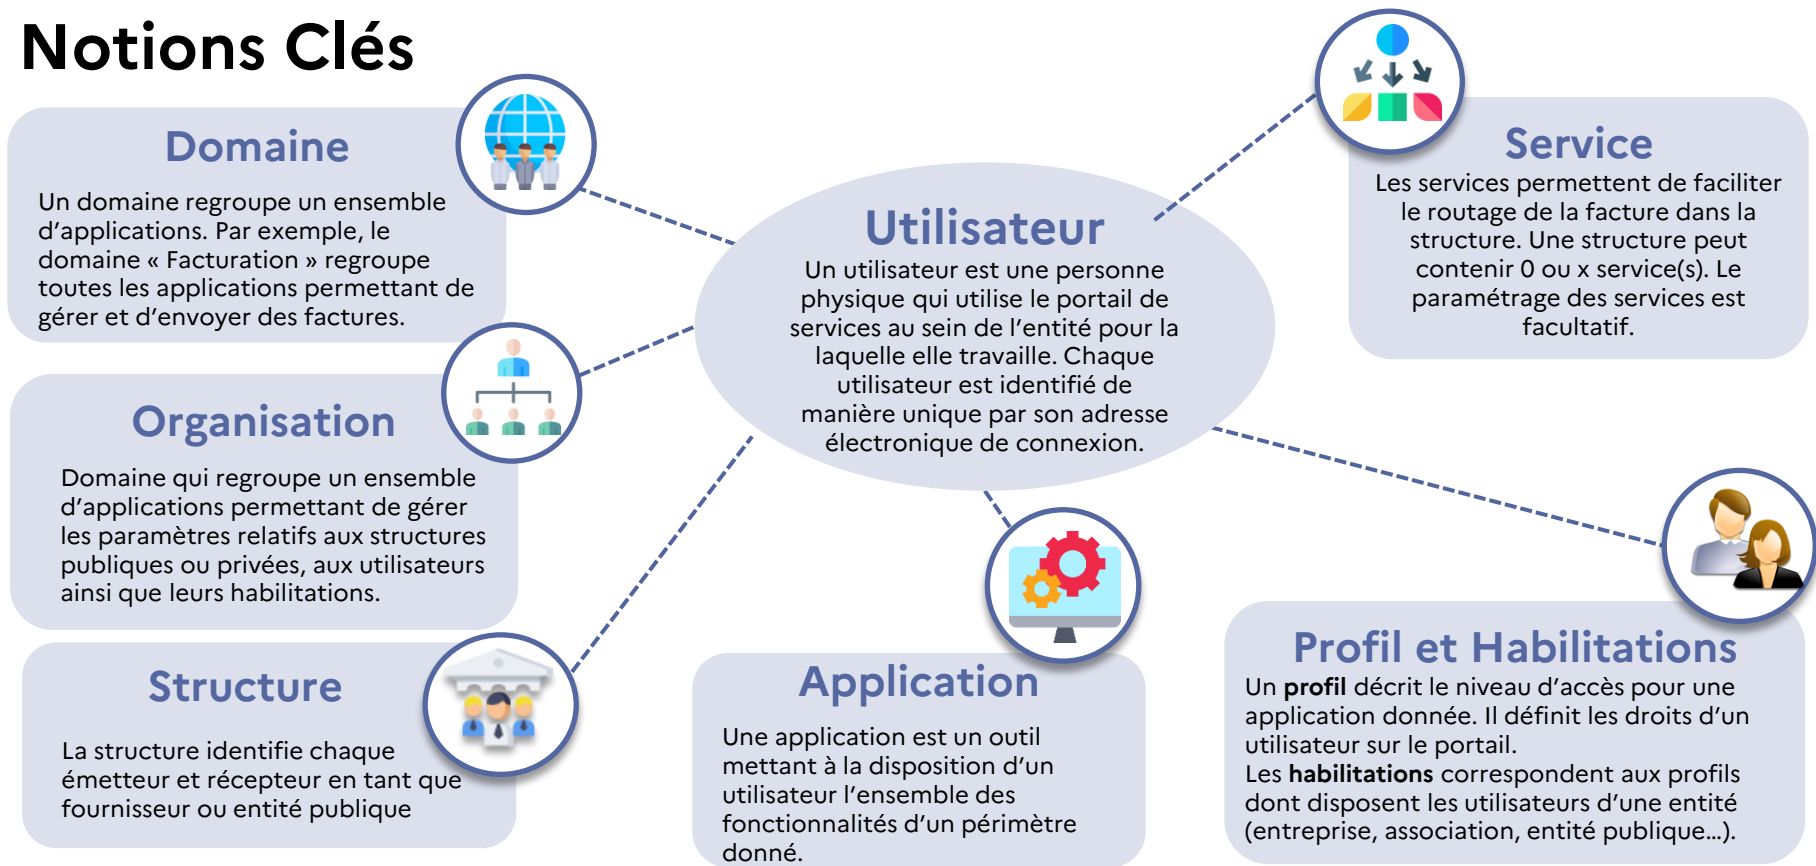 Notions Clés
Domaine
Un domaine regroupe un ensemble
d’applications. Par exemple, le
domaine « Facturation » regroupe
toutes les applications permettant de
gérer et d’envoyer des factures.
Organisation
Domaine qui regroupe un ensemble
d’applications permettant de gérer
les paramètres relatifs aux structures
publiques ou privées, aux utilisateurs
ainsi que leurs habilitations.
Structure
La structure identifie chaque
émetteur et récepteur en tant que
fournisseur ou entité publique
Utilisateur
Un utilisateur est une personne
physique qui utilise le portail de
services au sein de l’entité pour la
laquelle elle travaille. Chaque
utilisateur est identifié de
manière unique par son adresse
électronique de connexion.
Application
Une application est un outil
mettant à la disposition d’un
utilisateur l’ensemble des
fonctionnalités d’un périmètre
donné.
Service
Les services permettent de faciliter
le routage de la facture dans la
structure. Une structure peut
contenir 0 ou x service(s). Le
paramétrage des services est
facultatif.
Profil et Habilitations
Un profil décrit le niveau d’accès pour une
application donnée. Il définit les droits d’un
utilisateur sur le portail.
Les habilitations correspondent aux profils
dont disposent les utilisateurs d’une entité
(entreprise, association, entité publique…).